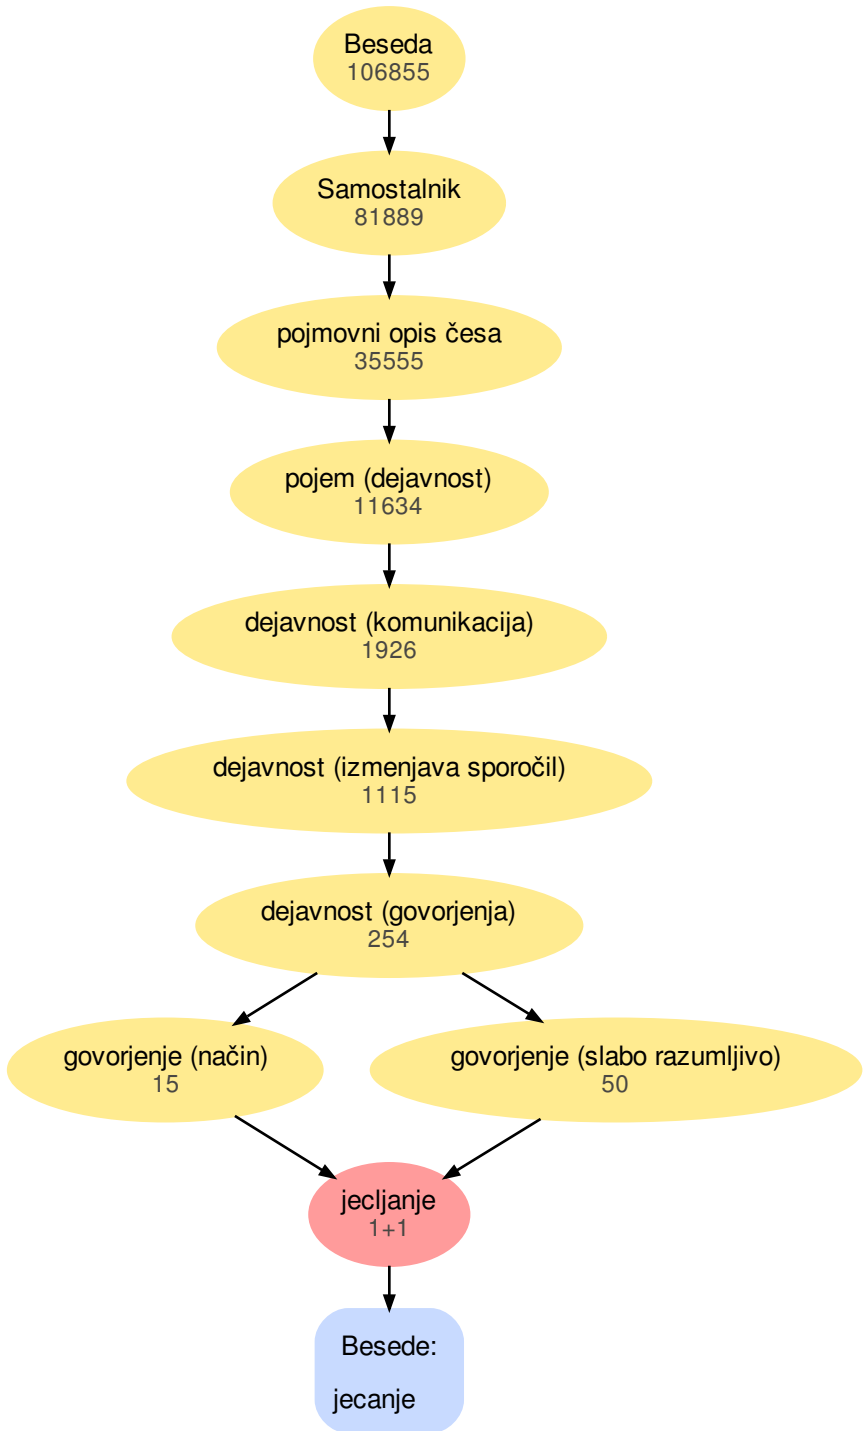 Beseda
106855
Samostalnik
81889
pojmovni opis česa
35555
pojem (dejavnost)
11634
dejavnost (komunikacija)
1926
dejavnost (izmenjava sporočil)
1115
dejavnost (govorjenja)
254
govorjenje (način)
15
govorjenje (slabo razumljivo)
50
jecljanje
1+1
Besede:
jecanje